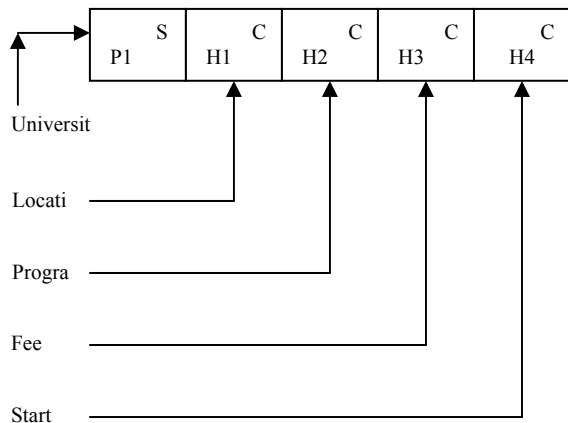 S C C C C
P1 H1 H2 H3 H4
Universit
Locati
Progra
Fee
Start